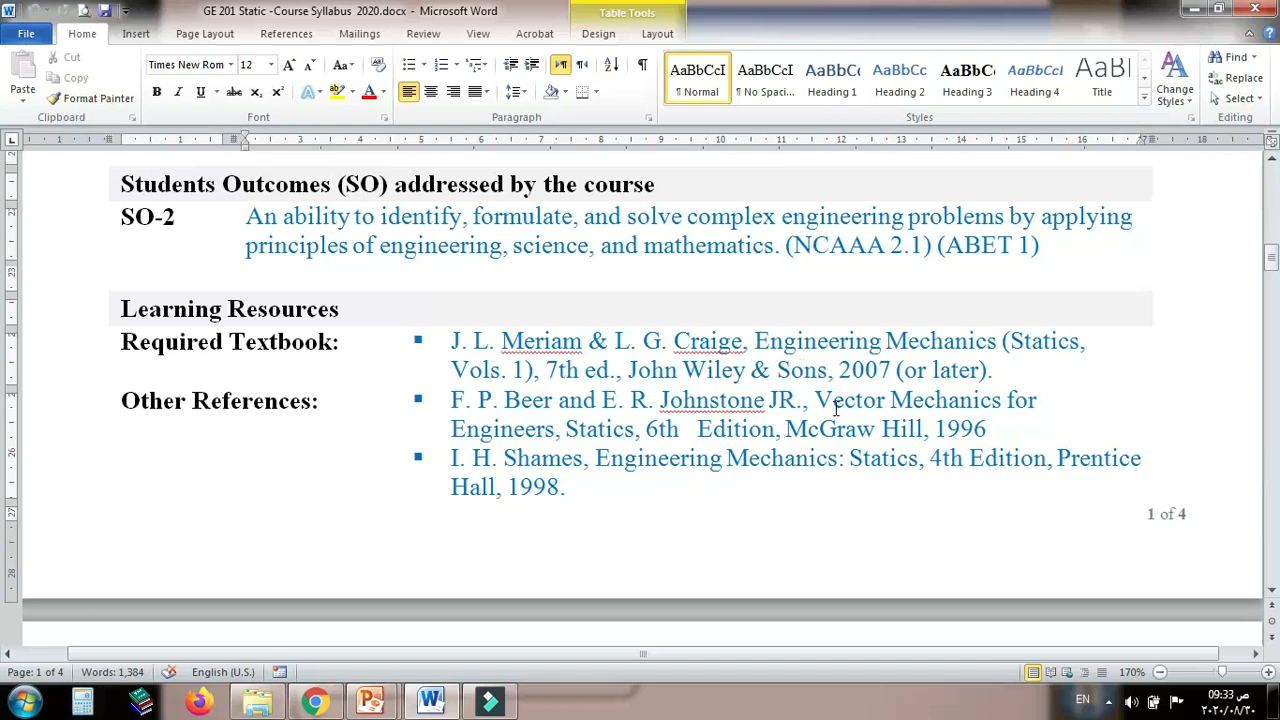 GE 201 Static -Course Syllabus 2020.docx - Microsoft Word
Table Tools
File Home Insert Page Layout References Mailings Review View Acrobat Design Layout
Paste
Cut
Copy
Format Painter
Clipboard
Times New Rom 12
Font
Paragraph
AaBbCcI AaBbCcI AaBbCc AaBbCc AaBbCc AaBbCcI AaBI
¶ Normal ¶ No Spaci... Heading 1 Heading 2 Heading 3 Heading 4 Title
Change Styles
Styles
Find
Replace
Select
Editing
Students Outcomes (SO) addressed by the course
SO-2 An ability to identify, formulate, and solve complex engineering problems by applying
principles of engineering, science, and mathematics. (NCAAA 2.1) (ABET 1)
Learning Resources
Required Textbook: ▪ J. L. Meriam & L. G. Craige, Engineering Mechanics (Statics,
Vols. 1), 7th ed., John Wiley & Sons, 2007 (or later).
Other References: ▪ F. P. Beer and E. R. Johnstone JR., Vector Mechanics for
Engineers, Statics, 6th Edition, McGraw Hill, 1996
▪ I. H. Shames, Engineering Mechanics: Statics, 4th Edition, Prentice
Hall, 1998.
1 of 4
Page: 1 of 4 Words: 1,384 English (U.S.) 170%
EN
09:33 ص
٢٠٢٠/٠٨/٣٠